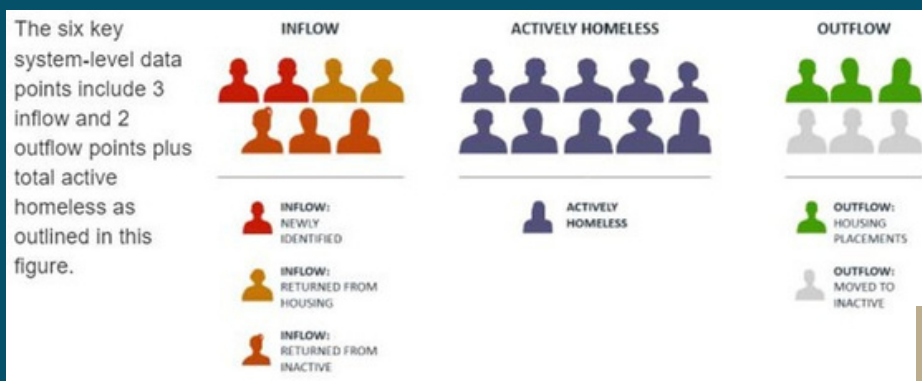 The six key
system-level data
points include 3
inflow and 2
outflow points plus
total active
homeless as
outlined in this
figure.
INFLOW
ACTIVELY HOMELESS
OUTFLOW
INFLOW:
NEWLY
IDENTIFIED
INFLOW:
RETURNED FROM
HOUSING
INFLOW:
RETURNED FROM
INACTIVE
ACTIVELY
HOMELESS
OUTFLOW:
HOUSING
PLACEMENTS
OUTFLOW:
MOVED TO
INACTIVE